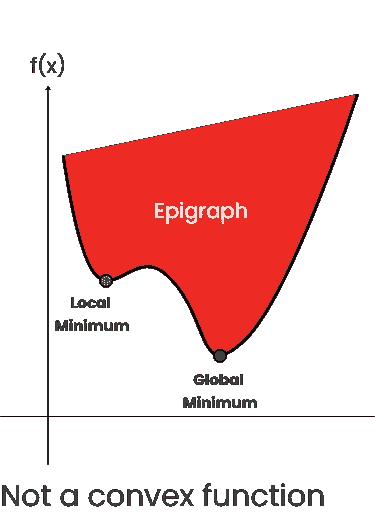 f(x)
Epigraph
Local
Minimum
Global
Minimum
Not a convex function